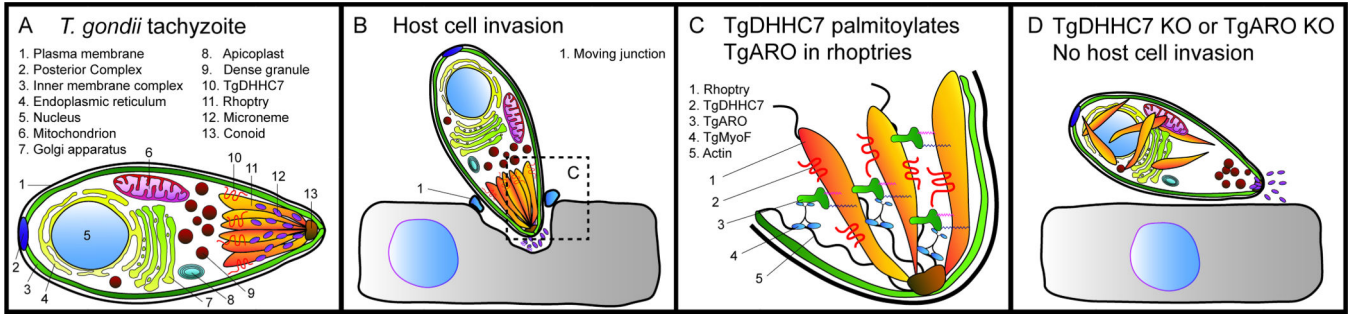 A T. gondii tachyzoite
1. Plasma membrane
2. Posterior Complex
3. Inner membrane complex
4. Endoplasmic reticulum
5. Nucleus
6. Mitochondrion
7. Golgi apparatus
8. Apicoplast
9. Dense granule
10. TgDHHC7
11. Rhoptry
12. Microneme
13. Conoid
6
10
11
12
13
1
5
2
3
4
7
8
9
B Host cell invasion
1. Moving junction
C
1
C TgDHHC7 palmitoylates
TgARO in rhoptries
1. Rhoptry
2. TgDHHC7
3. TgARO
4. TgMyoF
5. Actin
1
2
3
4
5
D TgDHHC7 KO or TgARO KO
No host cell invasion